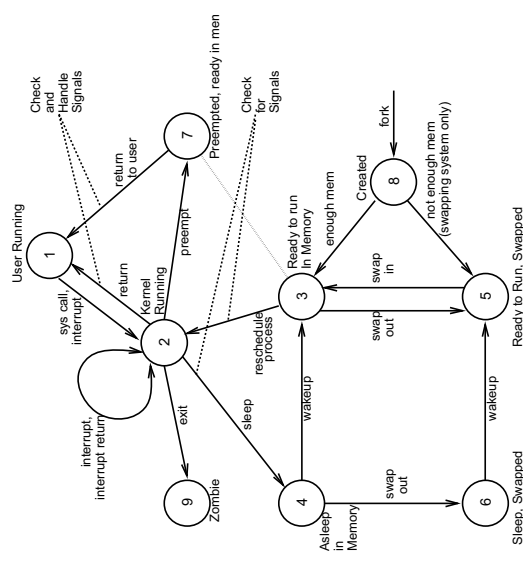 User Running
1
Check
and
Handle
Signals
sys call,
interrupt
return
return
to user
interrupt,
interrupt return
Kernel
Running
2
preempt
7
Preempted, ready in men
Check
for
Signals
exit
9
Zombie
sleep
reschedule
process
Ready to run
In Memory
3
enough mem
Created
8
fork
not enough mem
(swapping system only)
4
Asleep
in
Memory
wakeup
swap
out
swap
in
swap
out
6
Sleep, Swapped
wakeup
5
Ready to Run, Swapped